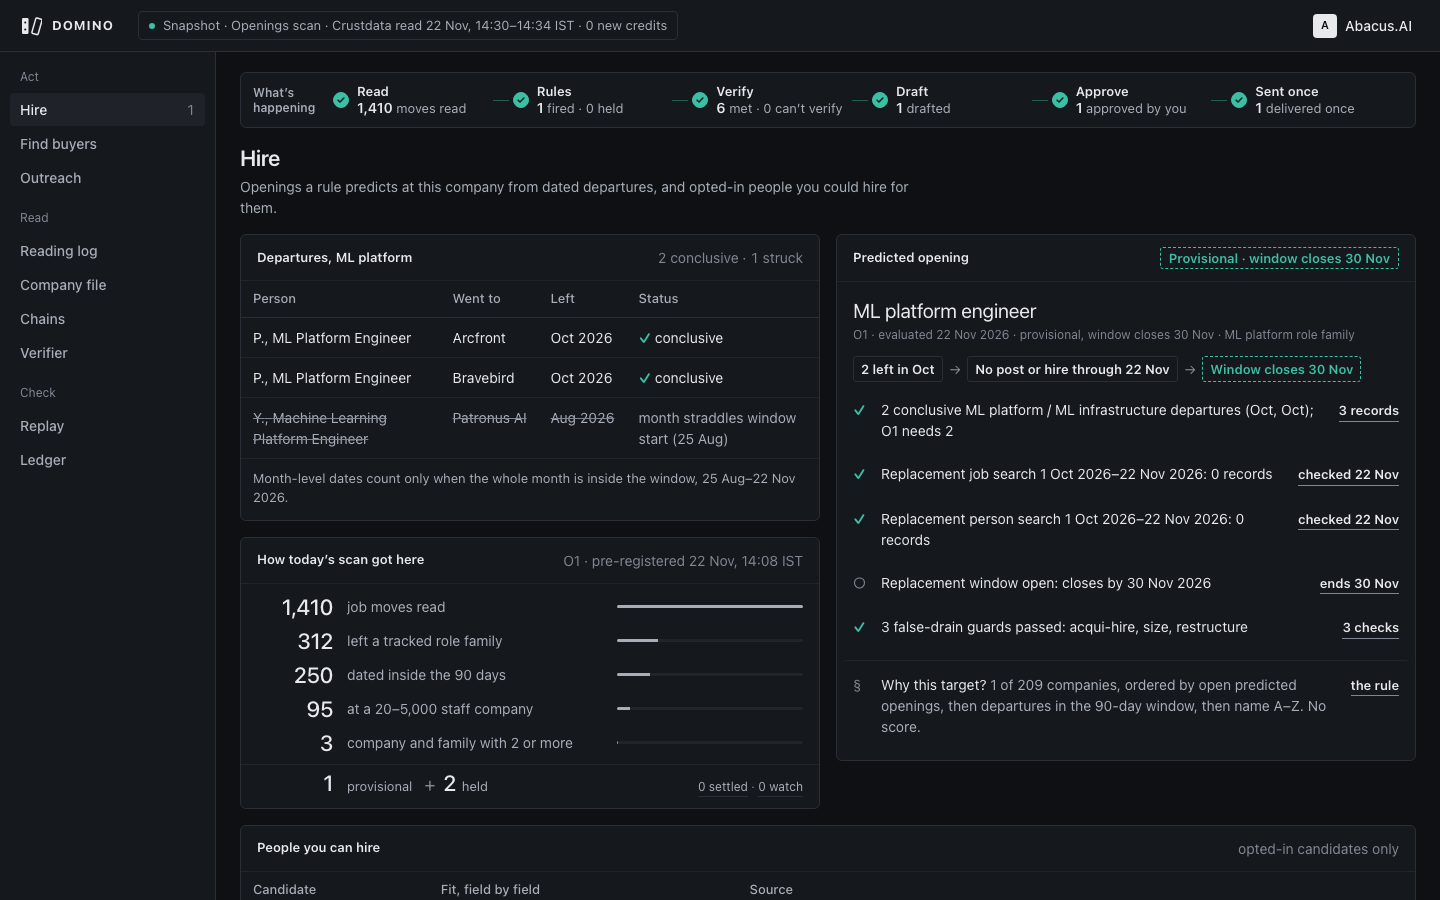 DOMINO
Snapshot · Openings scan · Crustdata read 22 Nov, 14:30–14:34 IST · 0 new credits
A
Abacus.AI
Act
Hire 1
Find buyers
Outreach
Read
Reading log
Company file
Chains
Verifier
Check
Replay
Ledger
What's
happening
Read
1,410 moves read
Rules
1 fired · 0 held
Verify
6 met · 0 can't verify
Draft
1 drafted
Approve
1 approved by you
Sent once
1 delivered once
Hire
Openings a rule predicts at this company from dated departures, and opted-in people you could hire for
them.
Departures, ML platform 2 conclusive · 1 struck
Person Went to Left Status
P., ML Platform Engineer Arcfront Oct 2026 ✓ conclusive
P., ML Platform Engineer Bravebird Oct 2026 ✓ conclusive
Y., Machine Learning Patronus AI Aug 2026 month straddles window
Platform Engineer start (25 Aug)
Month-level dates count only when the whole month is inside the window, 25 Aug–22 Nov
2026.
How today's scan got here O1 · pre-registered 22 Nov, 14:08 IST
1,410 job moves read
312 left a tracked role family
250 dated inside the 90 days
95 at a 20–5,000 staff company
3 company and family with 2 or more
1 provisional + 2 held 0 settled · 0 watch
Predicted opening Provisional · window closes 30 Nov
ML platform engineer
O1 · evaluated 22 Nov 2026 · provisional, window closes 30 Nov · ML platform role family
2 left in Oct → No post or hire through 22 Nov → Window closes 30 Nov
✓ 2 conclusive ML platform / ML infrastructure departures (Oct, Oct); 3 records
O1 needs 2
✓ Replacement job search 1 Oct 2026–22 Nov 2026: 0 records checked 22 Nov
✓ Replacement person search 1 Oct 2026–22 Nov 2026: 0 checked 22 Nov
records
Replacement window open: closes by 30 Nov 2026 ends 30 Nov
✓ 3 false-drain guards passed: acqui-hire, size, restructure 3 checks
§ Why this target? 1 of 209 companies, ordered by open predicted the rule
openings, then departures in the 90-day window, then name A–Z. No
score.
People you can hire opted-in candidates only
Candidate Fit, field by field Source